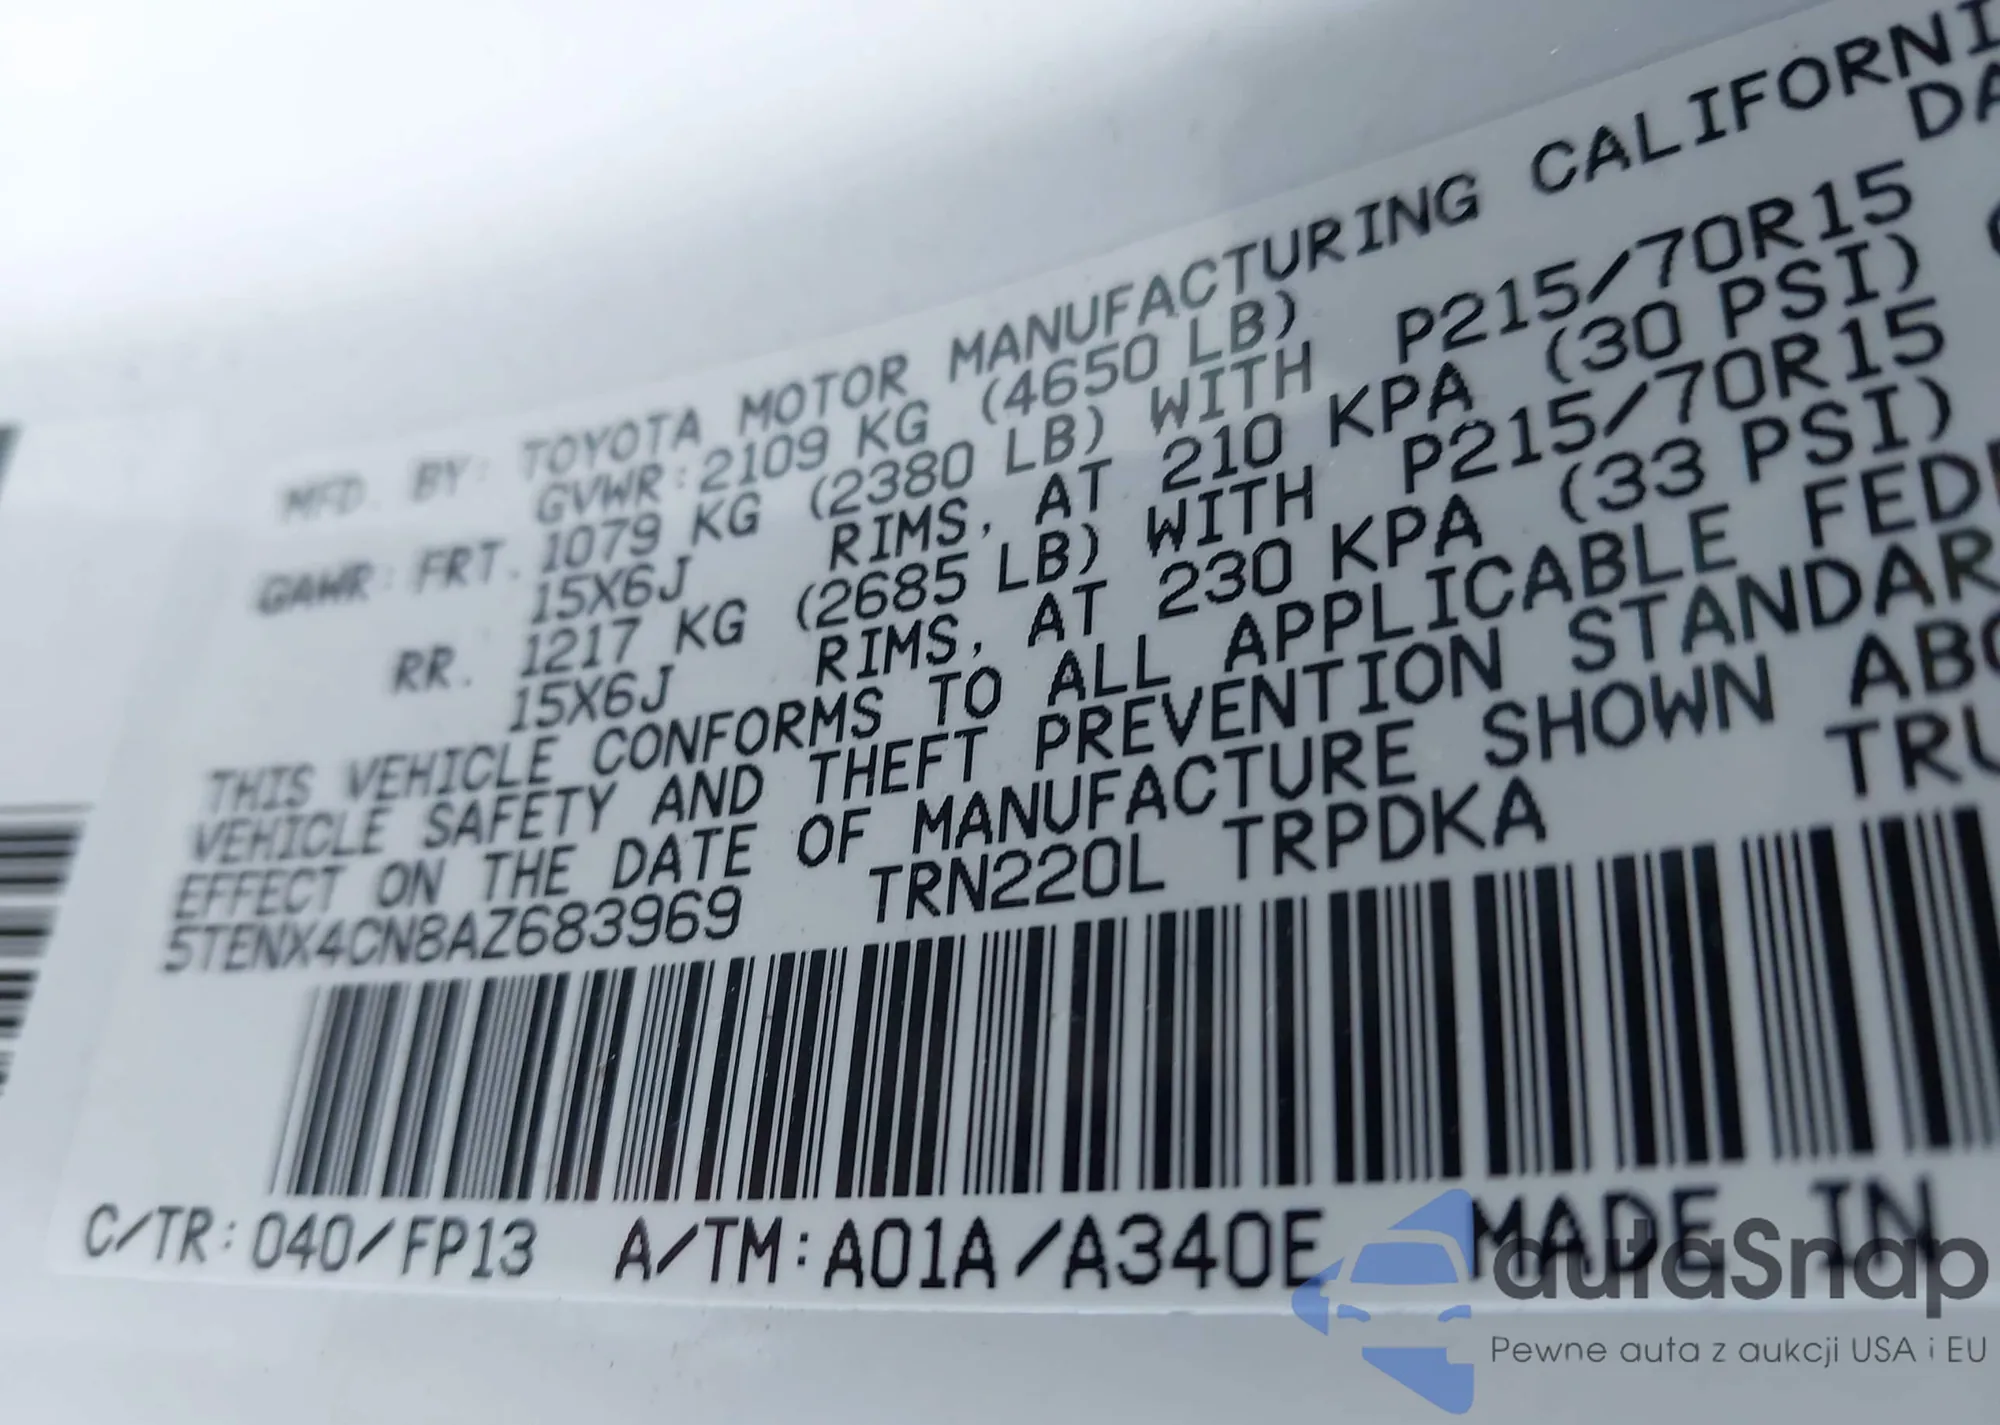 MFD. BY: TOYOTA MOTOR MANUFACTURING CALIFORNI
DA
GVWR: 2109 KG (4650 LB)
GAWR: FRT. 1079 KG (2380 LB) WITH P215/70R15
15X6J RIMS, AT 210 KPA (30 PSI)
RR. 1217 KG (2685 LB) WITH P215/70R15
15X6J RIMS, AT 230 KPA (33 PSI)
THIS VEHICLE CONFORMS TO ALL APPLICABLE FEDE
VEHICLE SAFETY AND THEFT PREVENTION STANDAR
EFFECT ON THE DATE OF MANUFACTURE SHOWN ABO
5TENX4CN8AZ683969 TRN220L TRPDKA TRU
C/TR: 040/FP13 A/TM: A01A/A340E MADE IN
autaSnap
Pewne auta z aukcji USA i EU